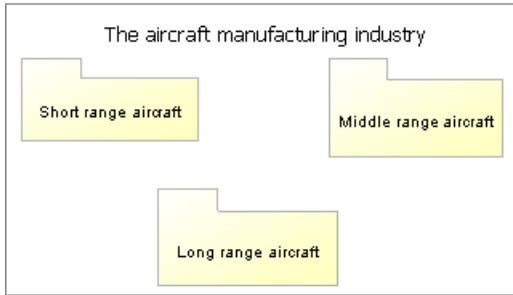 The aircraft manufacturing industry
Short range aircraft
Middle range aircraft
Long range aircraft